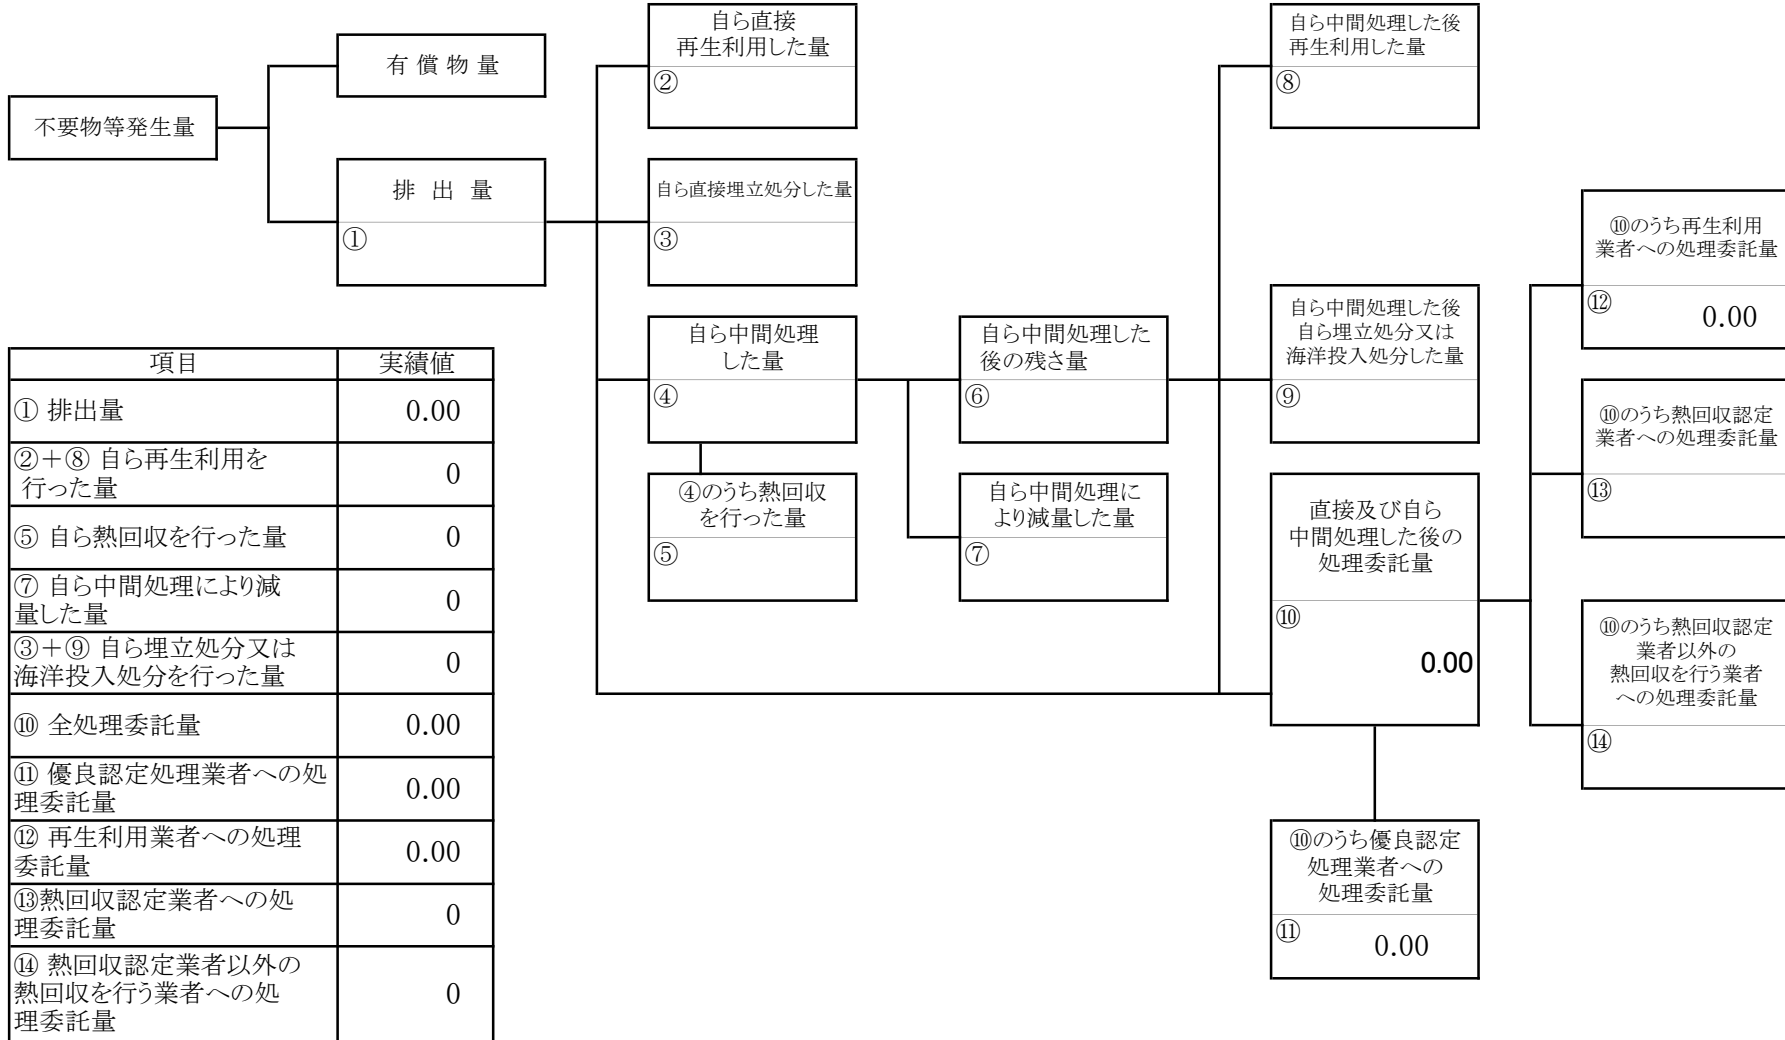 不要物等発生量
有 償 物 量
排 出 量
①
自ら直接
再生利用した量
②
自ら直接埋立処分した量
③
自ら中間処理
した量
④
④のうち熱回収
を行った量
⑤
自ら中間処理した
後の残さ量
⑥
自ら中間処理に
より減量した量
⑦
自ら中間処理した後
再生利用した量
⑧
自ら中間処理した後
自ら埋立処分又は
海洋投入処分した量
⑨
直接及び自ら
中間処理した後の
処理委託量
⑩
0.00
⑩のうち優良認定
処理業者への
処理委託量
⑪ 0.00
⑩のうち再生利用
業者への処理委託量
⑫ 0.00
⑩のうち熱回収認定
業者への処理委託量
⑬
⑩のうち熱回収認定
業者以外の
熱回収を行う業者
への処理委託量
⑭
項目 実績値
① 排出量 0.00
②＋⑧ 自ら再生利用を
行った量 0
⑤ 自ら熱回収を行った量 0
⑦ 自ら中間処理により減
量した量 0
③＋⑨ 自ら埋立処分又は
海洋投入処分を行った量 0
⑩ 全処理委託量 0.00
⑪ 優良認定処理業者への処
理委託量 0.00
⑫ 再生利用業者への処理
委託量 0.00
⑬熱回収認定業者への処
理委託量 0
⑭ 熱回収認定業者以外の
熱回収を行う業者への処
理委託量 0